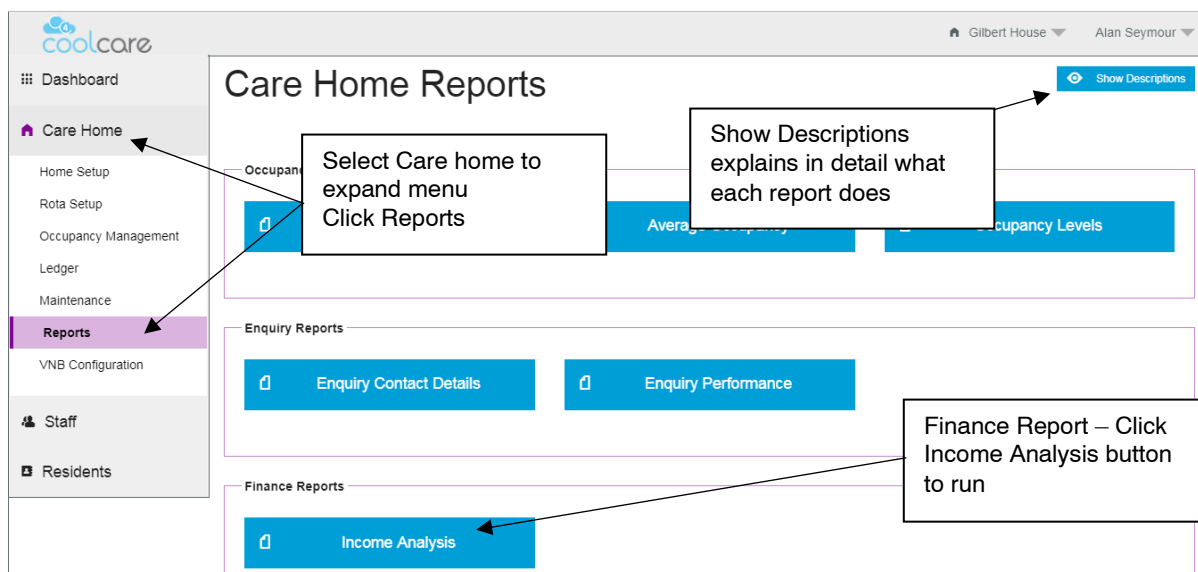 4
coolcare
Gilbert House
Alan Seymour
Dashboard
Care Home
Home Setup
Rota Setup
Occupancy Management
Ledger
Maintenance
Reports
VNB Configuration
Staff
Residents
Care Home Reports
Show Descriptions
Select Care home to
expand menu
Click Reports
Show Descriptions
explains in detail what
each report does
Levels
Enquiry Reports
Enquiry Contact Details
Enquiry Performance
Finance Report – Click
Income Analysis button
to run
Finance Reports
Income Analysis